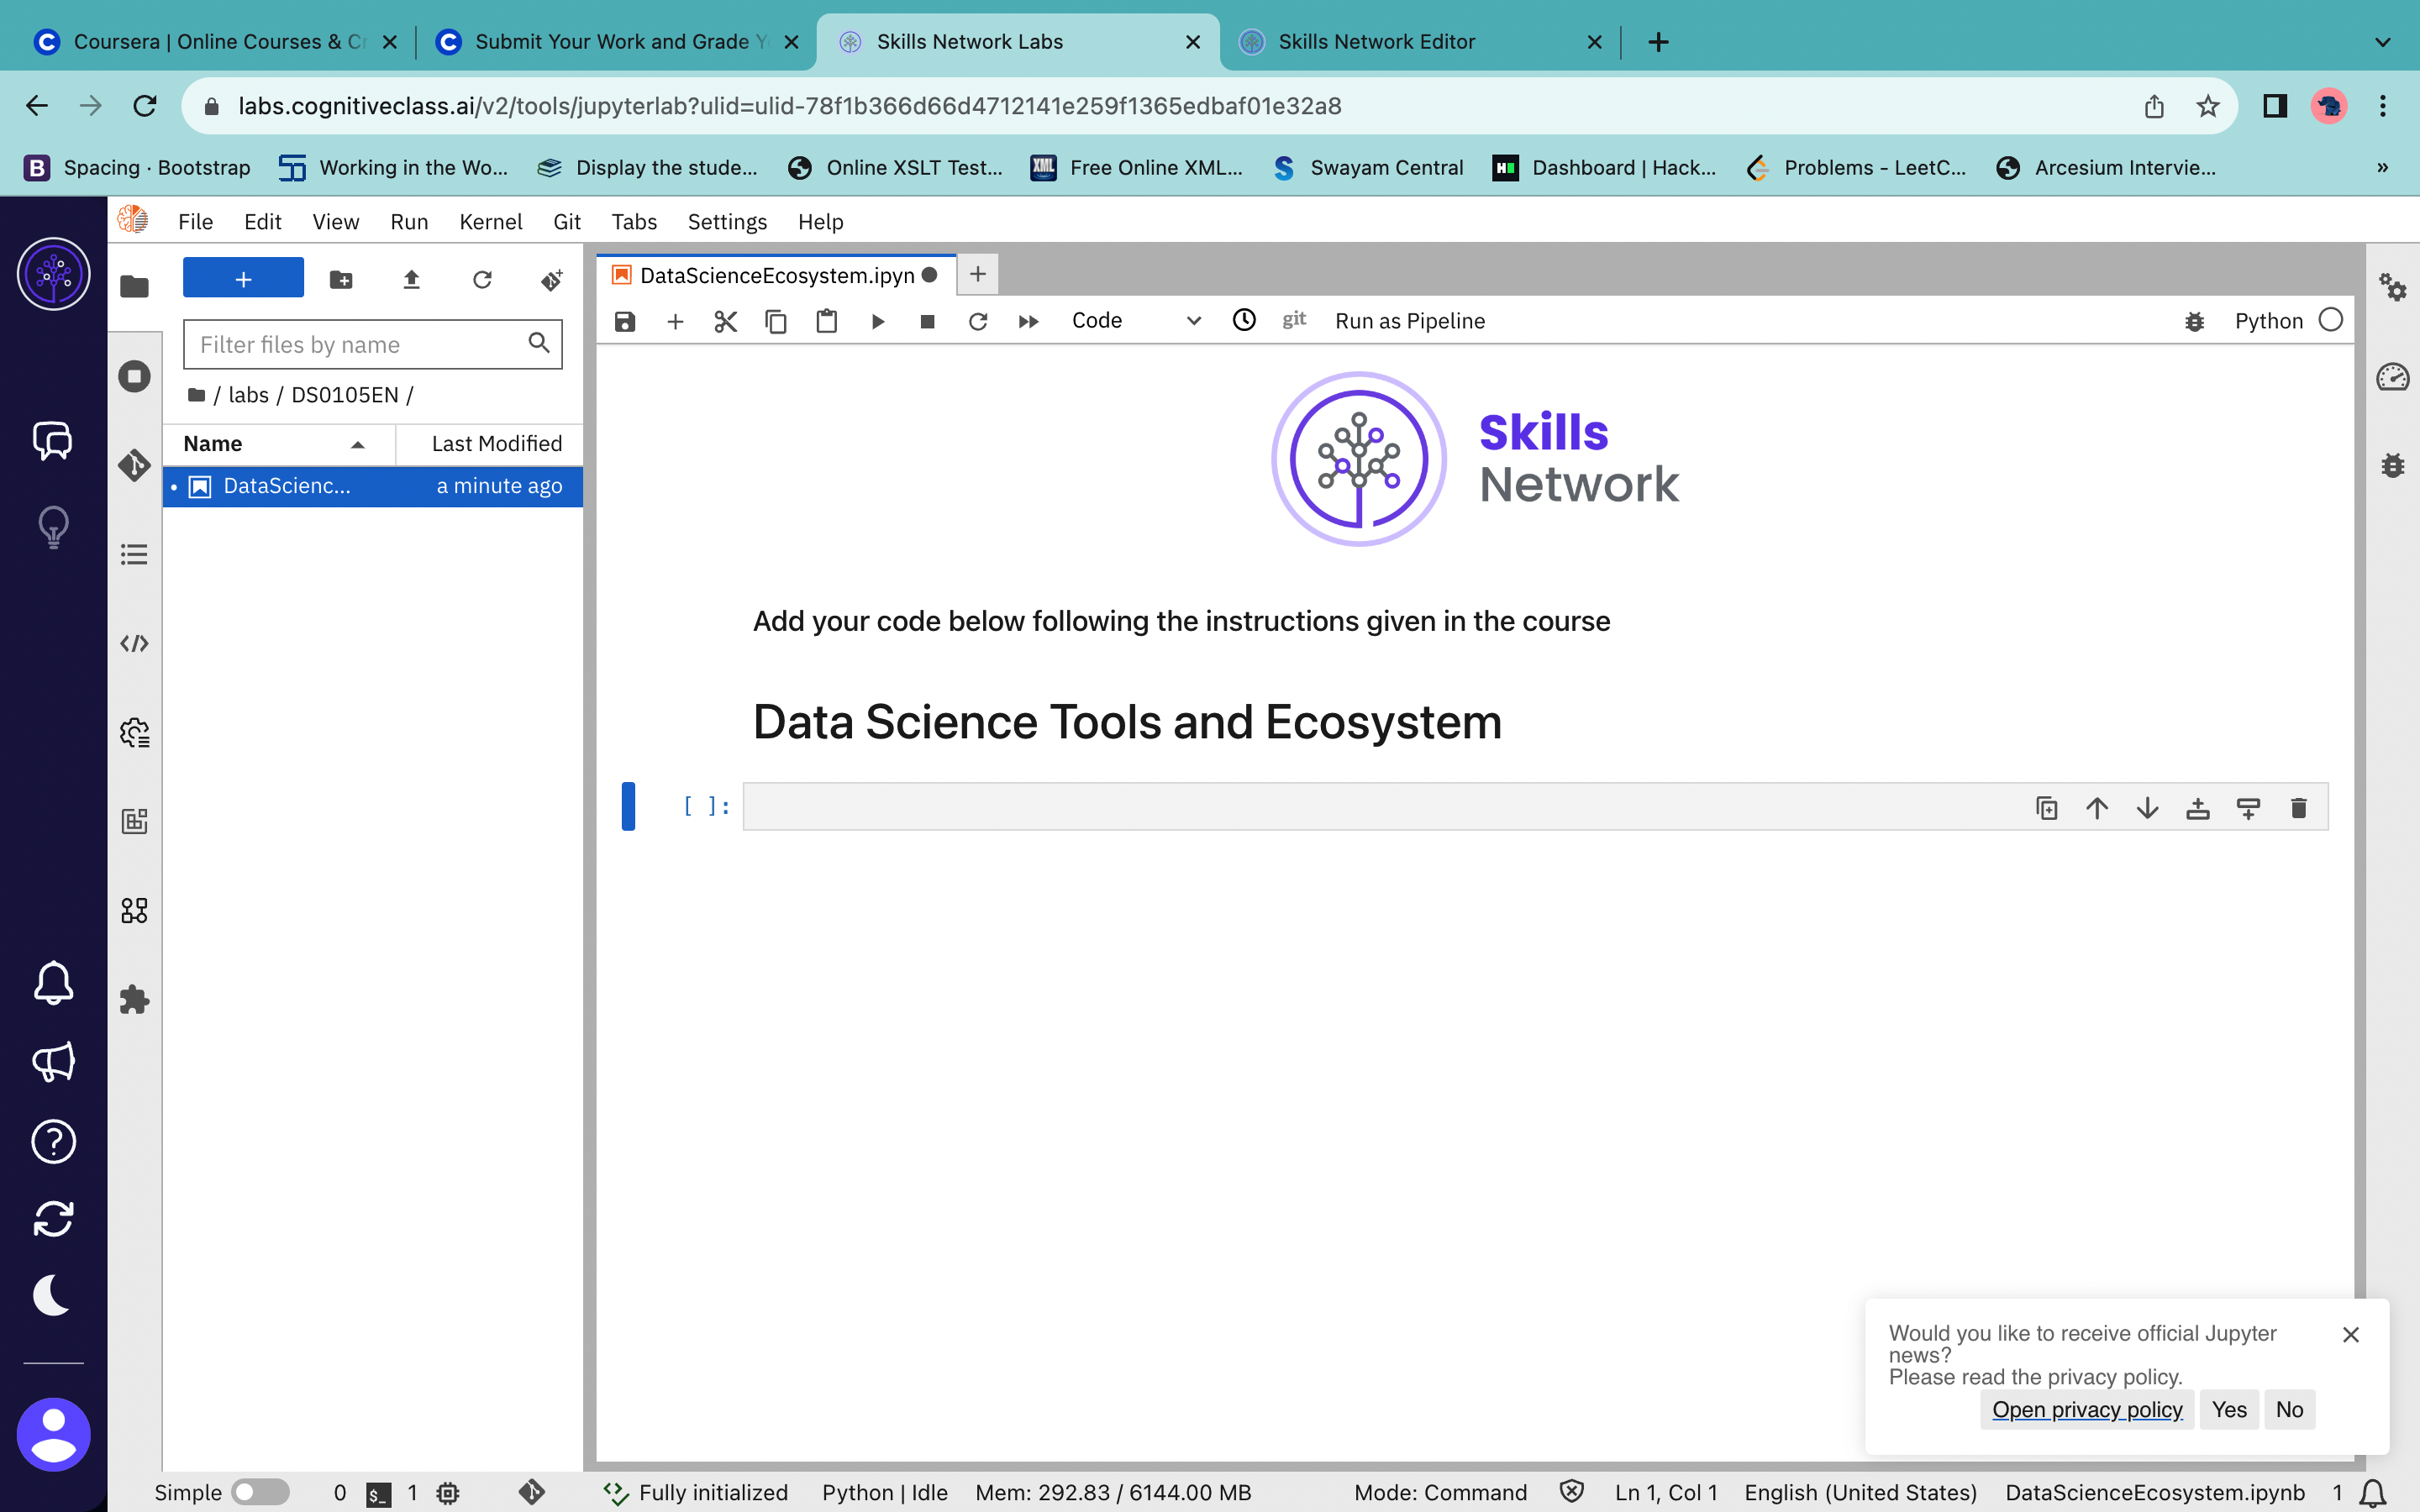 Coursera | Online Courses & Cr
Submit Your Work and Grade Y
Skills Network Labs
Skills Network Editor
labs.cognitiveclass.ai/v2/tools/jupyterlab?ulid=ulid-78f1b366d66d4712141e259f1365edbaf01e32a8
Spacing · Bootstrap
Working in the Wo...
Display the stude...
Online XSLT Test...
XML
Free Online XML...
Swayam Central
Dashboard | Hack...
Problems - LeetC...
Arcesium Intervie...
»
File Edit View Run Kernel Git Tabs Settings Help
Filter files by name
/ labs / DS0105EN /
Name
Last Modified
• DataScienc... a minute ago
DataScienceEcosystem.ipyn
Code
git
Run as Pipeline
Python
Skills
Network
Add your code below following the instructions given in the course
Data Science Tools and Ecosystem
[ ]:
Would you like to receive official Jupyter
news?
Please read the privacy policy.
Open privacy policy Yes No
Simple 0 $_ 1 Fully initialized Python | Idle Mem: 292.83 / 6144.00 MB Mode: Command Ln 1, Col 1 English (United States) DataScienceEcosystem.ipynb 1